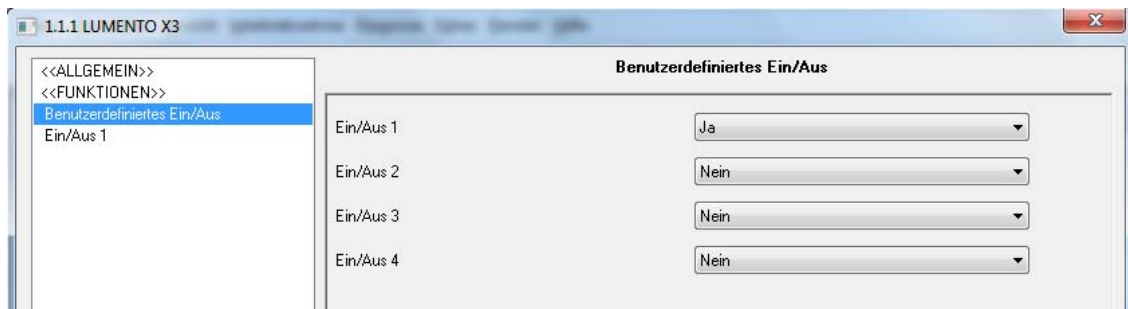 1.1.1 LUMENTO X3
<<ALLGEMEIN>>
<<FUNKTIONEN>>
Benutzerdefiniertes Ein/Aus
Ein/Aus 1
Benutzerdefiniertes Ein/Aus
Ein/Aus 1 Ja
Ein/Aus 2 Nein
Ein/Aus 3 Nein
Ein/Aus 4 Nein